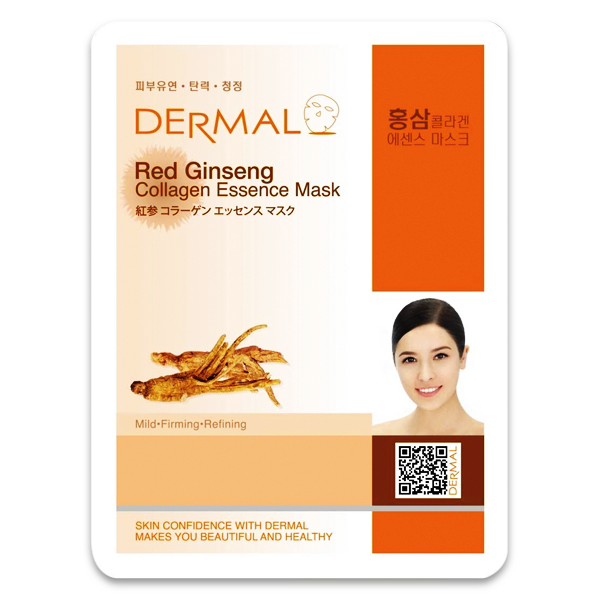 피부유연 • 탄력 • 청정
DERMAL
Red Ginseng
Collagen Essence Mask
紅参 コラーゲン エッセンス マスク
홍삼 콜라겐
에센스 마스크
Mild•Firming•Refining
DERMAL
SKIN CONFIDENCE WITH DERMAL
MAKES YOU BEAUTIFUL AND HEALTHY